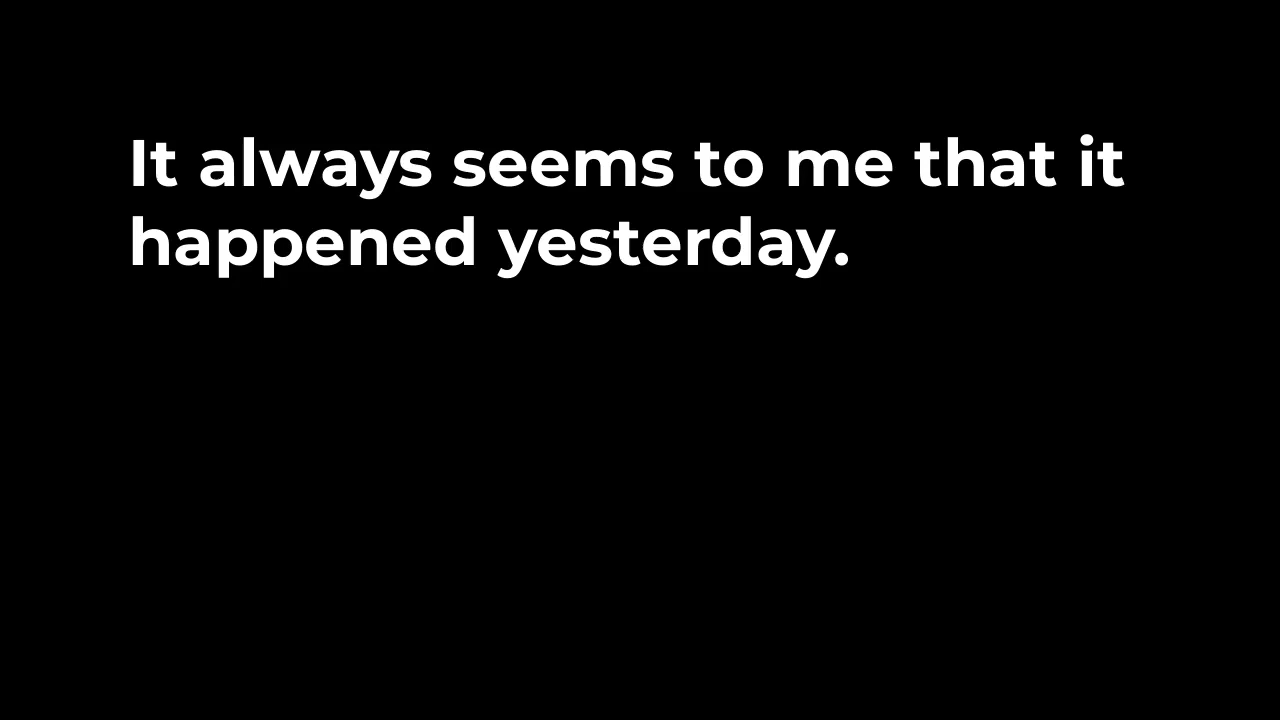 It always seems to me that it
happened yesterday.